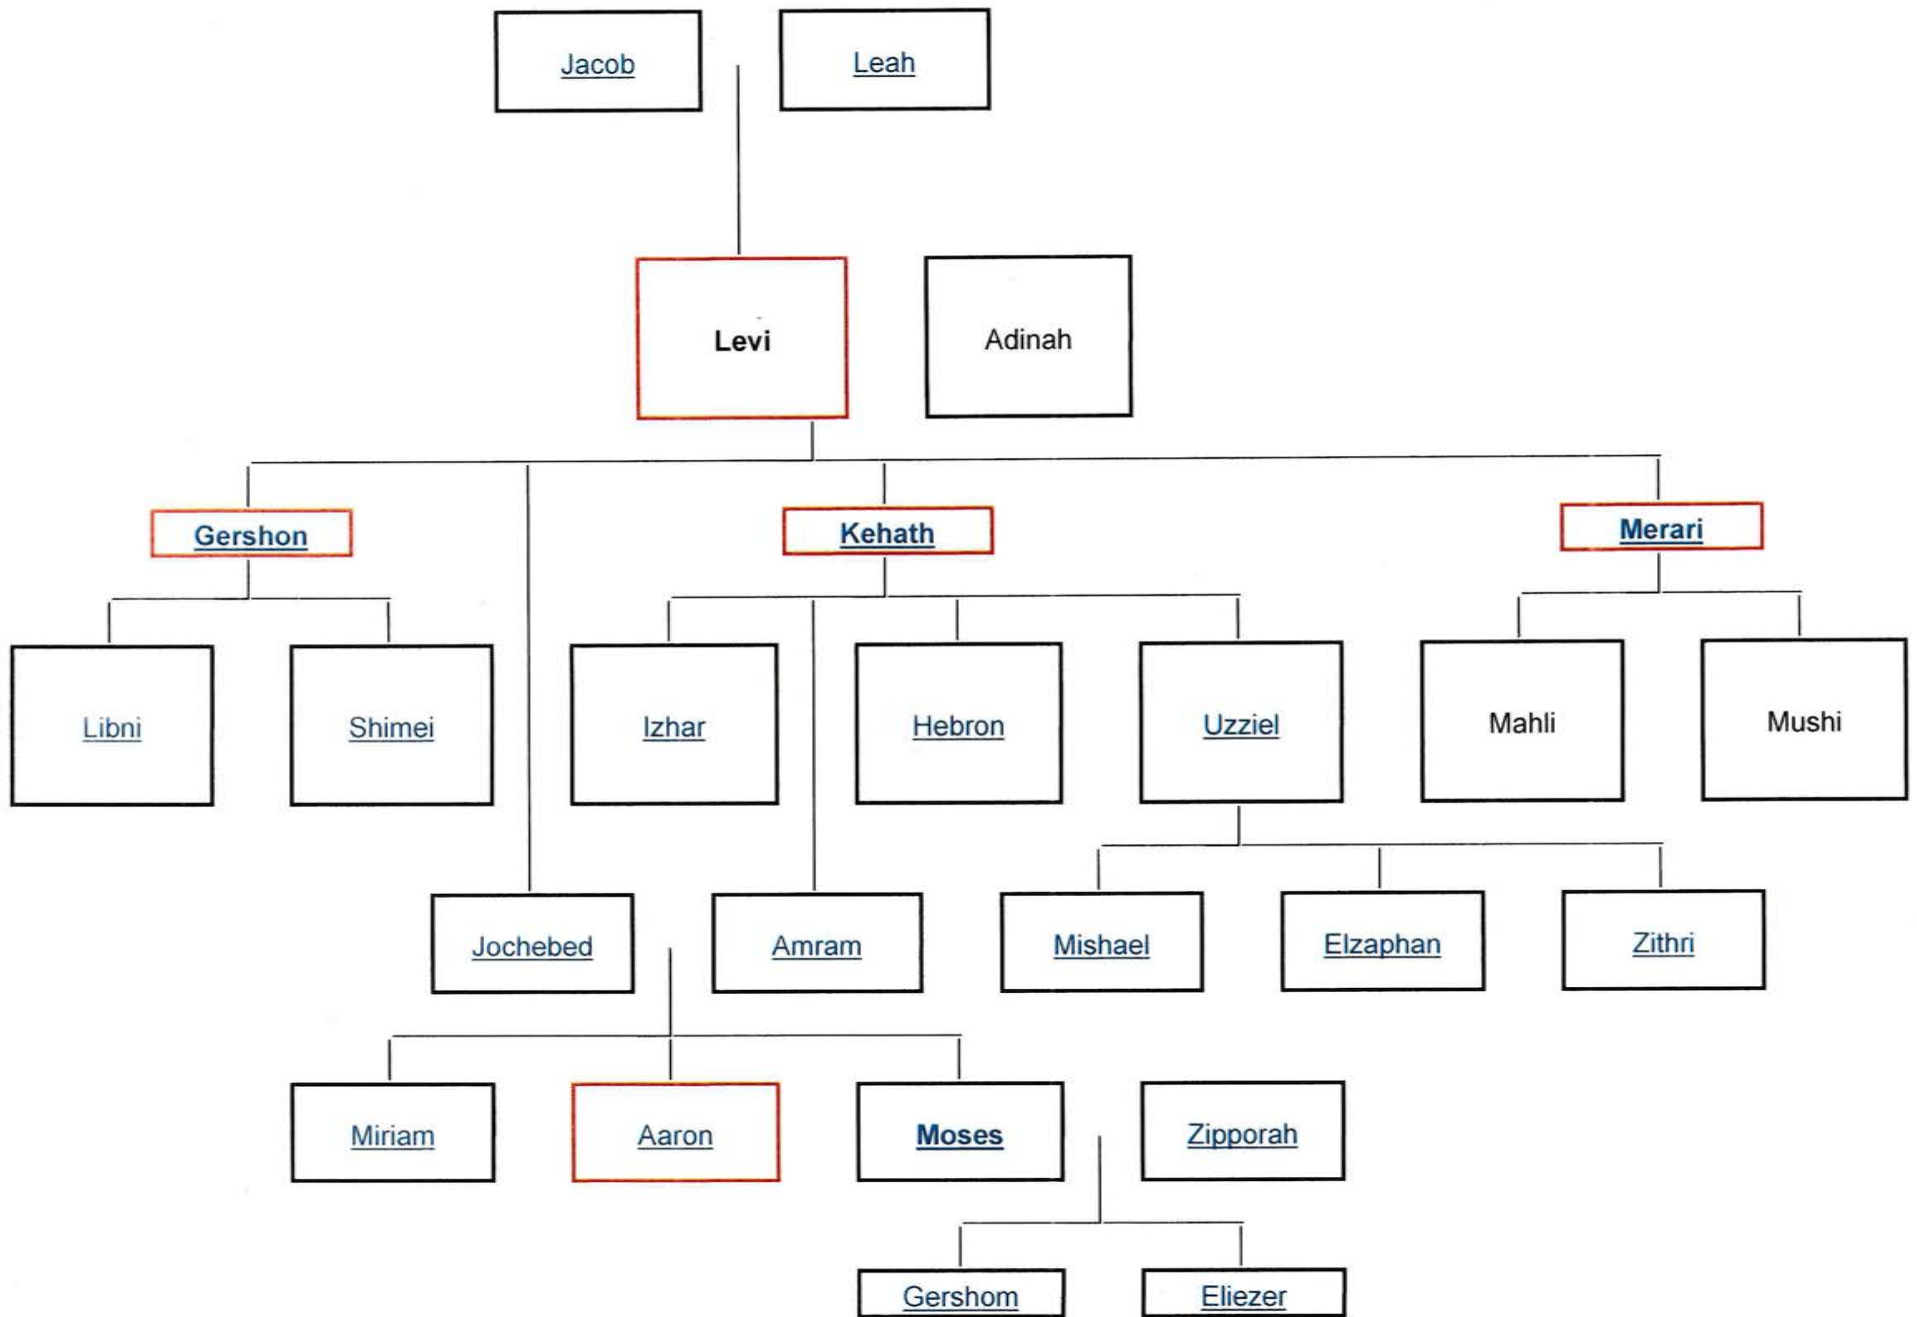 Jacob
Leah
Levi
Adinah
Gershon
Kehath
Merari
Libni
Shimei
Izhar
Hebron
Uzziel
Mahli
Mushi
Jochebed
Amram
Mishael
Elzaphan
Zithri
Miriam
Aaron
Moses
Zipporah
Gershom
Eliezer